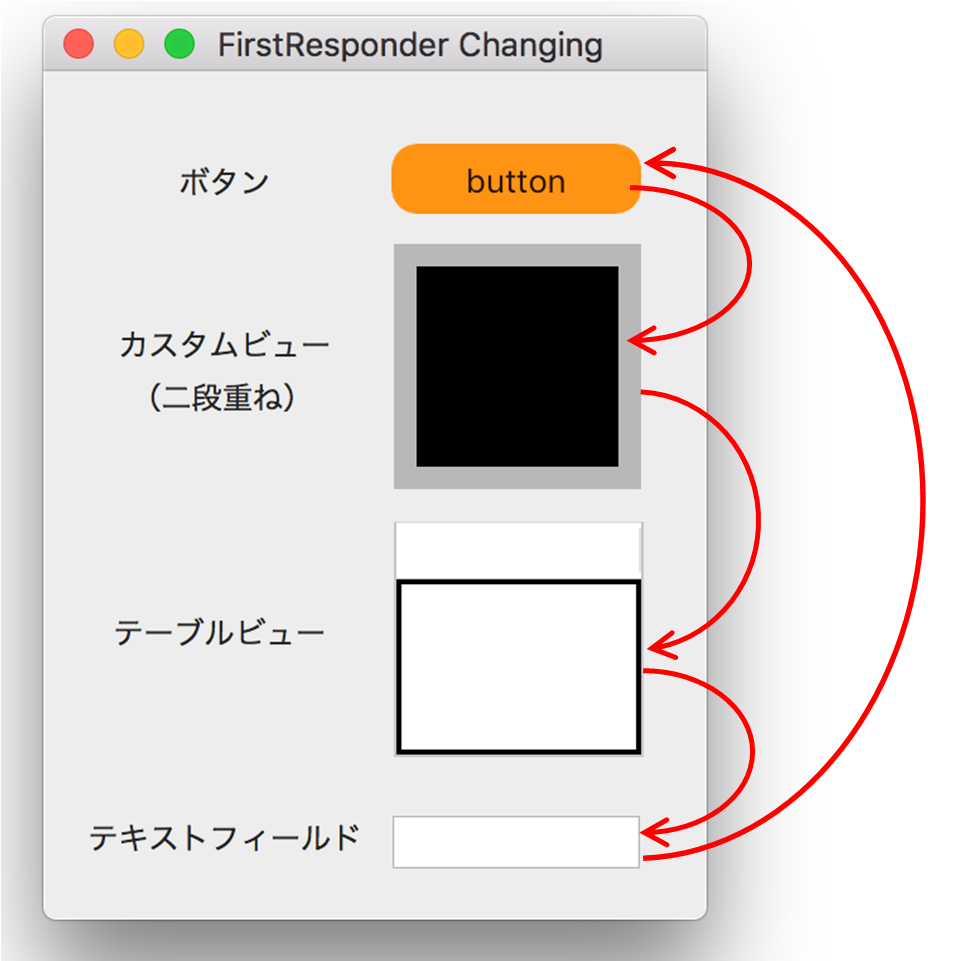 FirstResponder Changing
ボタン
button
カスタムビュー
（二段重ね）
テーブルビュー
テキストフィールド